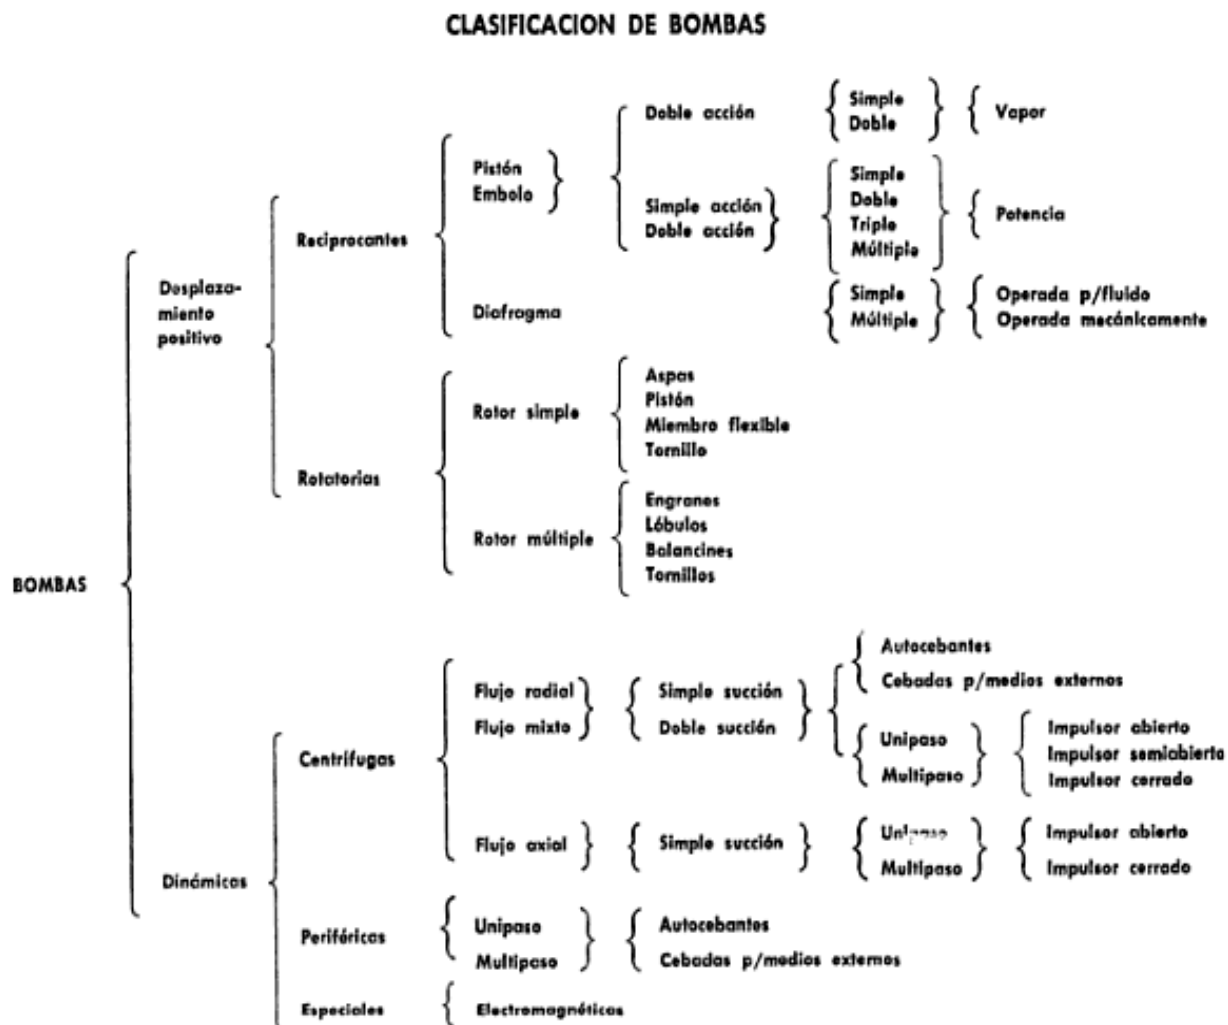 CLASIFICACION DE BOMBAS
BOMBAS
Desplaza-
miento
positivo
Reciprocantes
Pistón
Embolo
Doble acción
Simple
Doble
Vapor
Simple acción
Doble acción
Simple
Doble
Triple
Múltiple
Potencia
Diafragma
Simple
Múltiple
Operada p/fluido
Operada mecánicamente
Rotatorias
Rotor simple
Aspas
Pistón
Miembro flexible
Tornillo
Rotor múltiple
Engranes
Lóbulos
Balancines
Tornillos
Dinámicas
Centrífugas
Flujo radial
Flujo mixto
Simple succión
Doble succión
Autocebantes
Cebadas p/medios externos
Unipaso
Multipaso
Impulsor abierto
Impulsor semiabierto
Impulsor cerrado
Flujo axial
Simple succión
Unipaso
Multipaso
Impulsor abierto
Impulsor cerrado
Periféricas
Unipaso
Multipaso
Autocebantes
Cebadas p/medios externos
Especiales
Electromagnéticas